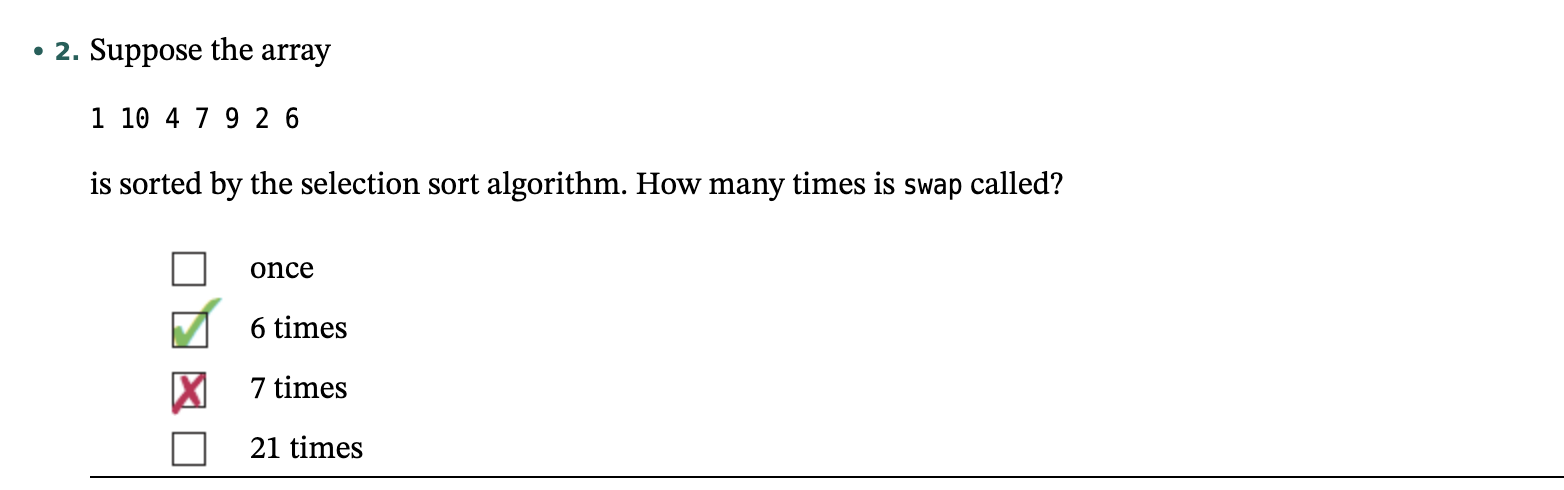 • 2. Suppose the array
1 10 4 7 9 2 6
is sorted by the selection sort algorithm. How many times is swap called?
once
6 times
7 times
21 times